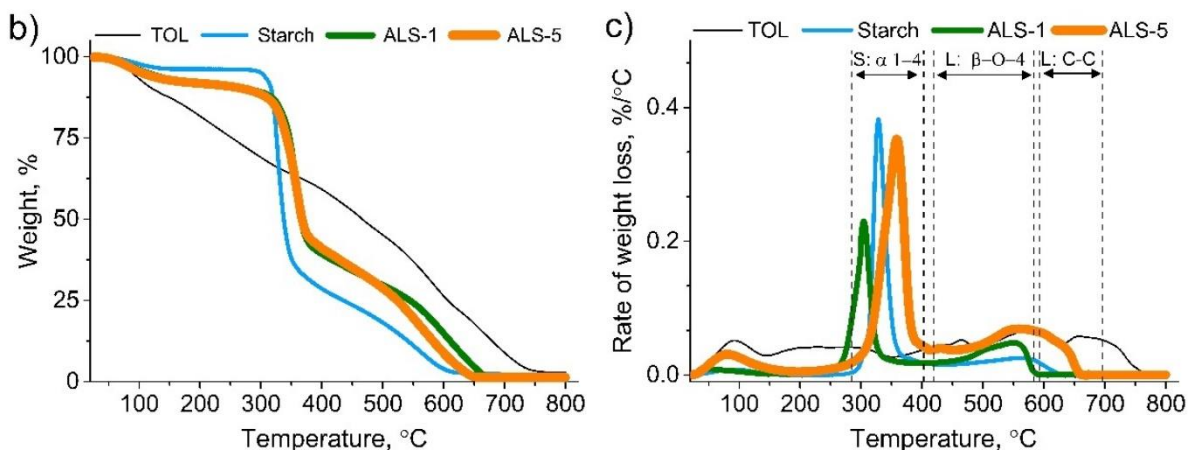 b)
TOL Starch ALS-1 ALS-5
100
75
50
25
0
Weight, %
100 200 300 400 500 600 700 800
Temperature, °C
c)
TOL Starch ALS-1 ALS-5
S: α 1–4 L: β–O–4 L: C-C
0.4
0.2
0.0
Rate of weight loss, %/°C
100 200 300 400 500 600 700 800
Temperature, °C